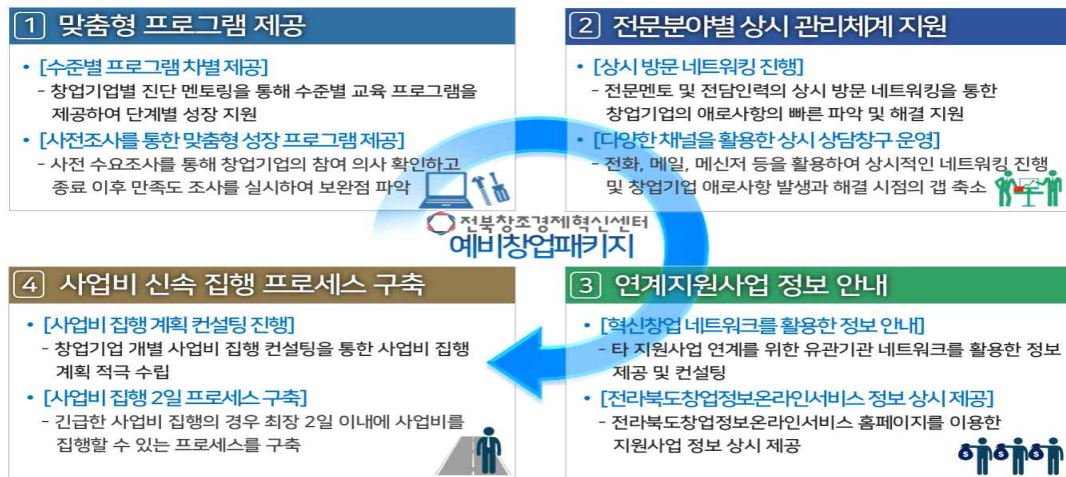 1 맞춤형 프로그램 제공
• [수준별 프로그램 차별 제공]
- 창업기업별 진단 멘토링을 통해 수준별 교육 프로그램을
제공하여 단계별 성장 지원
• [사전조사를 통한 맞춤형 성장 프로그램 제공]
- 사전 수요조사를 통해 창업기업의 참여 의사 확인하고
종료 이후 만족도 조사를 실시하여 보완점 파악
2 전문분야별 상시 관리체계 지원
• [상시 방문 네트워킹 진행]
- 전문멘토 및 전담인력의 상시 방문 네트워킹을 통한
창업기업의 애로사항의 빠른 파악 및 해결 지원
• [다양한 채널을 활용한 상시 상담창구 운영]
- 전화, 메일, 메신저 등을 활용하여 상시적인 네트워킹 진행
및 창업기업 애로사항 발생과 해결 시점의 갭 축소
전북창조경제혁신센터
예비창업패키지
4 사업비 신속 집행 프로세스 구축
• [사업비 집행 계획 컨설팅 진행]
- 창업기업 개별 사업비 집행 컨설팅을 통한 사업비 집행
계획 적극 수립
• [사업비 집행 2일 프로세스 구축]
- 긴급한 사업비 집행의 경우 최장 2일 이내에 사업비를
집행할 수 있는 프로세스를 구축
3 연계지원사업 정보 안내
• [혁신창업 네트워크를 활용한 정보 안내]
- 타 지원사업 연계를 위한 유관기관 네트워크를 활용한 정보
제공 및 컨설팅
• [전라북도창업정보온라인서비스 정보 상시 제공]
- 전라북도창업정보온라인서비스 홈페이지를 이용한
지원사업 정보 상시 제공
$ $ $